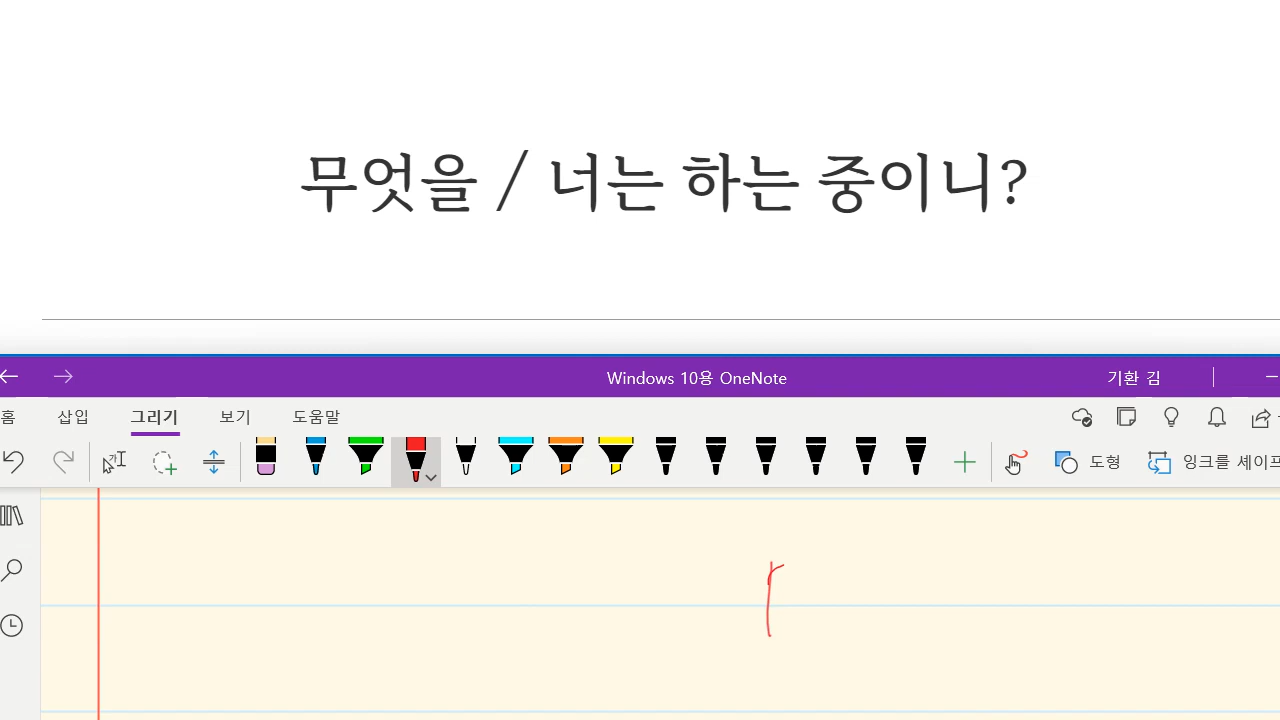 무엇을 / 너는 하는 중이니?
Windows 10용 OneNote
기환 김
홈 삽입 그리기 보기 도움말
도형 잉크를 셰이프
r